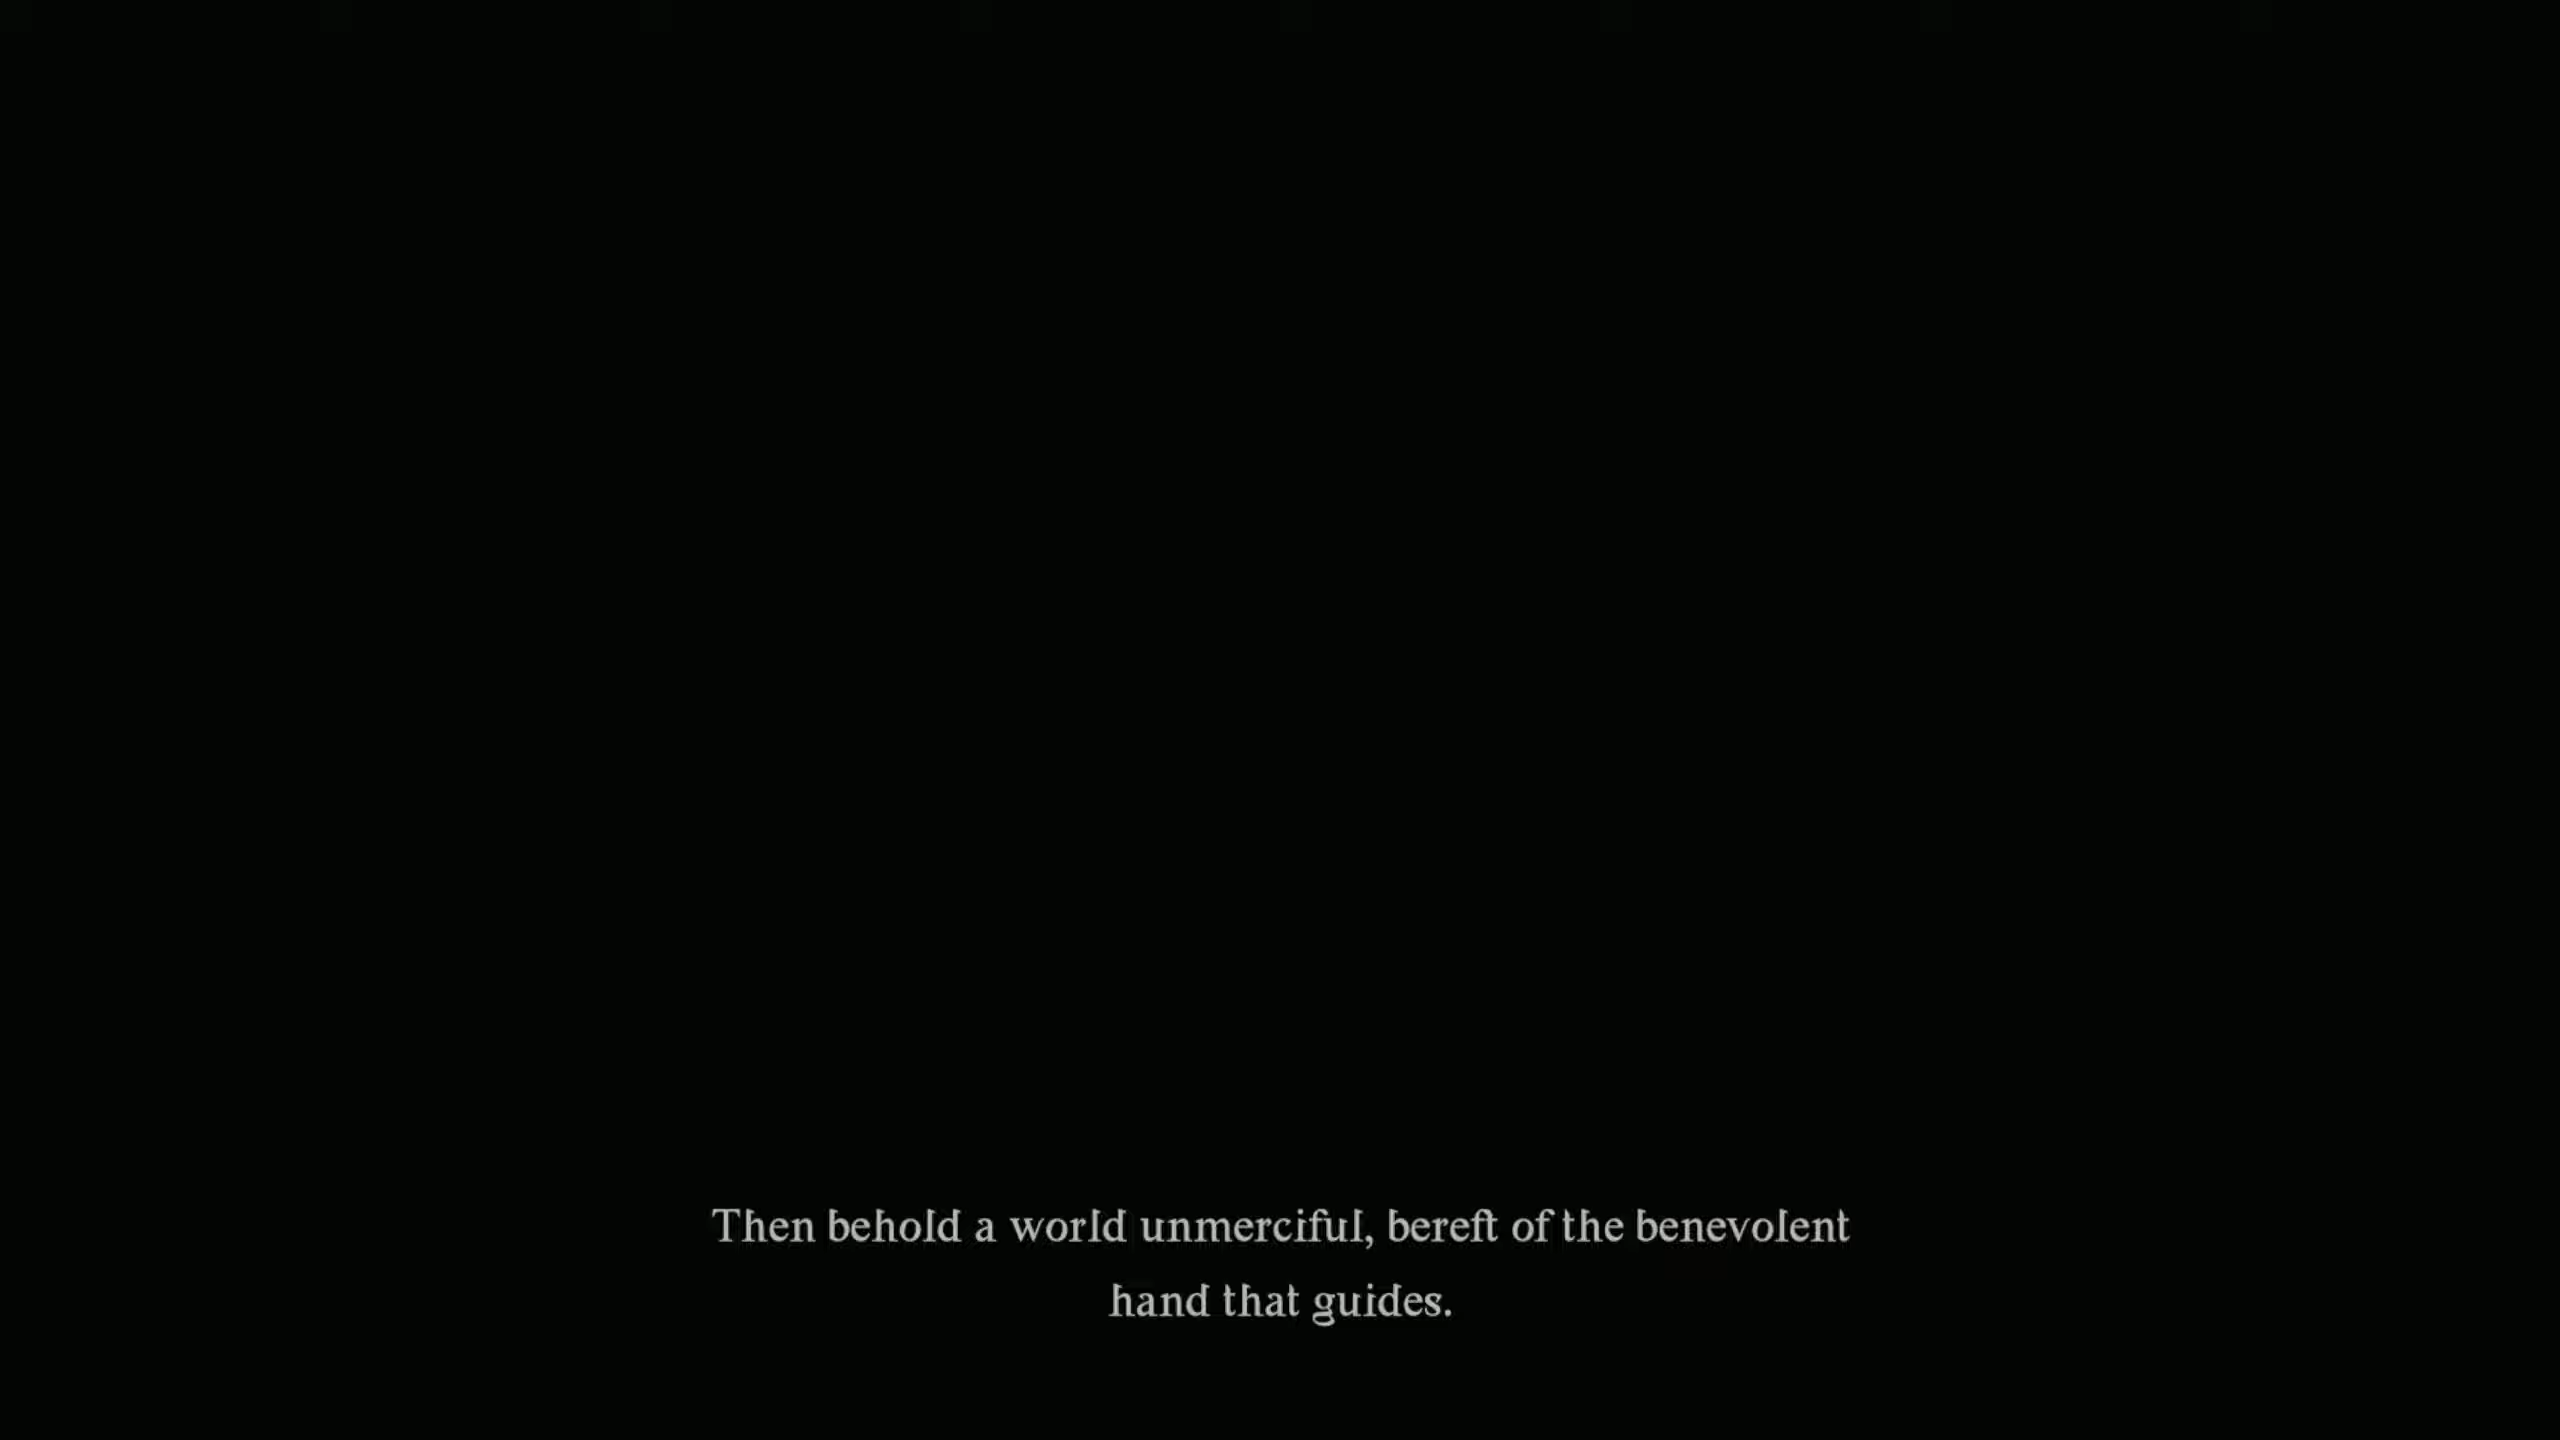 Then behold a world unmerciful, bereft of the benevolent
hand that guides.